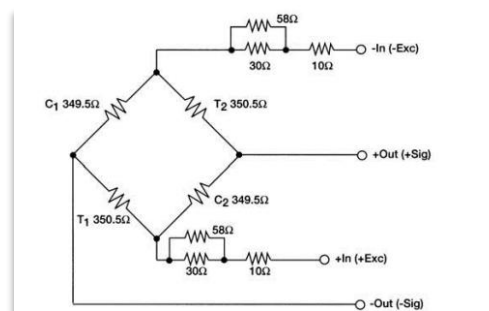 58Ω
30Ω
10Ω
-In (-Exc)
C₁ 349.5Ω
T₂ 350.5Ω
+Out (+Sig)
T₁ 350.5Ω
C₂ 349.5Ω
58Ω
30Ω
10Ω
+In (+Exc)
-Out (-Sig)